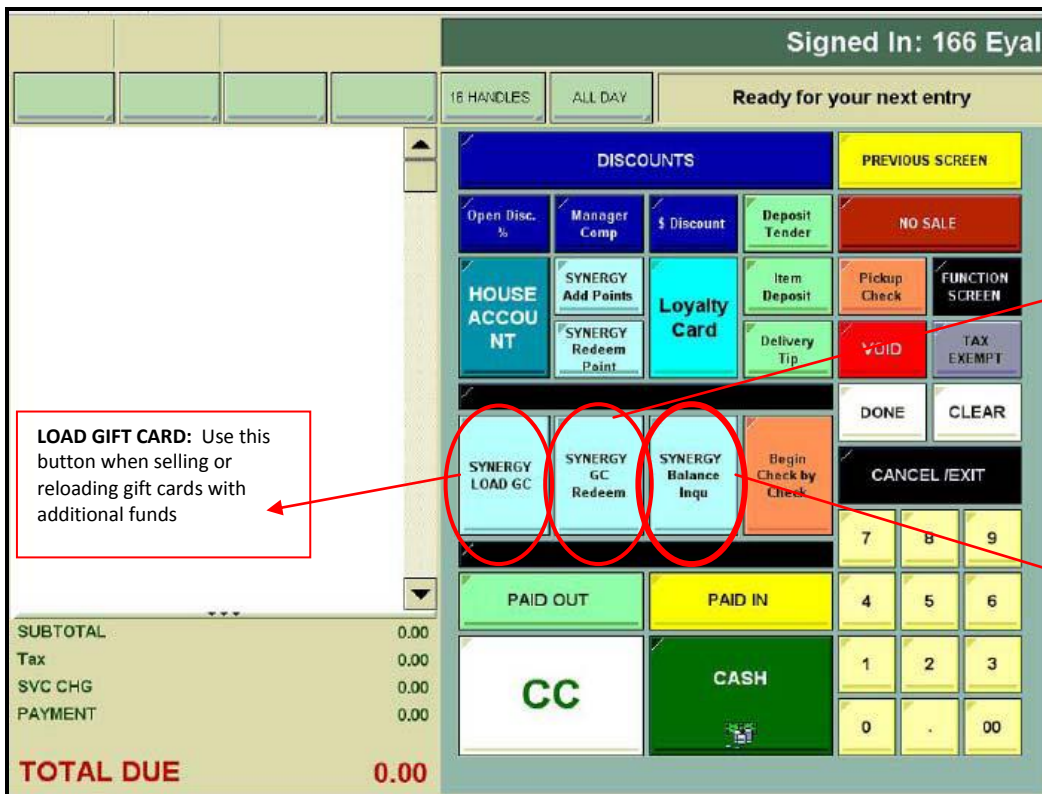 Signed In: 166 Eyal
16 HANDLES
ALL DAY
Ready for your next entry
DISCOUNTS
PREVIOUS SCREEN
Open Disc.
%
Manager
Comp
$ Discount
Deposit
Tender
NO SALE
HOUSE
ACCOU
NT
SYNERGY
Add Points
Loyalty
Card
Item
Deposit
Pickup
Check
FUNCTION
SCREEN
SYNERGY
Redeem
Point
Delivery
Tip
VOID
TAX
EXEMPT
DONE
CLEAR
LOAD GIFT CARD: Use this
button when selling or
reloading gift cards with
additional funds
SYNERGY
LOAD GC
SYNERGY
GC
Redeem
SYNERGY
Balance
Inqu
Begin
Check by
Check
CANCEL /EXIT
7
8
9
PAID OUT
PAID IN
4
5
6
SUBTOTAL 0.00
Tax 0.00
SVC CHG 0.00
PAYMENT 0.00
TOTAL DUE 0.00
CC
CASH
1
2
3
0
.
00